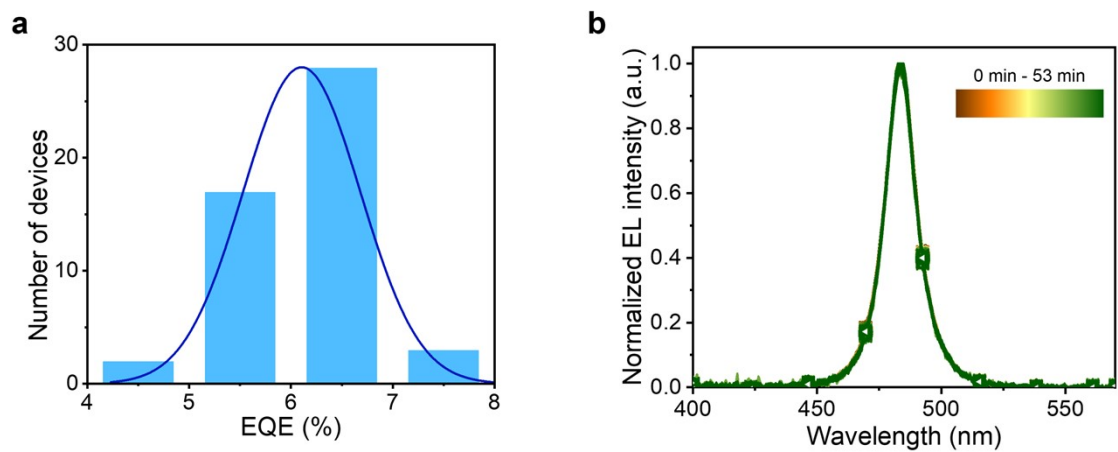 a
30
20
10
0
4 5 6 7 8
EQE (%)
Number of devices
b
0 min - 53 min
1.0
0.8
0.6
0.4
0.2
0.0
400 450 500 550
Wavelength (nm)
Normalized EL intensity (a.u.)